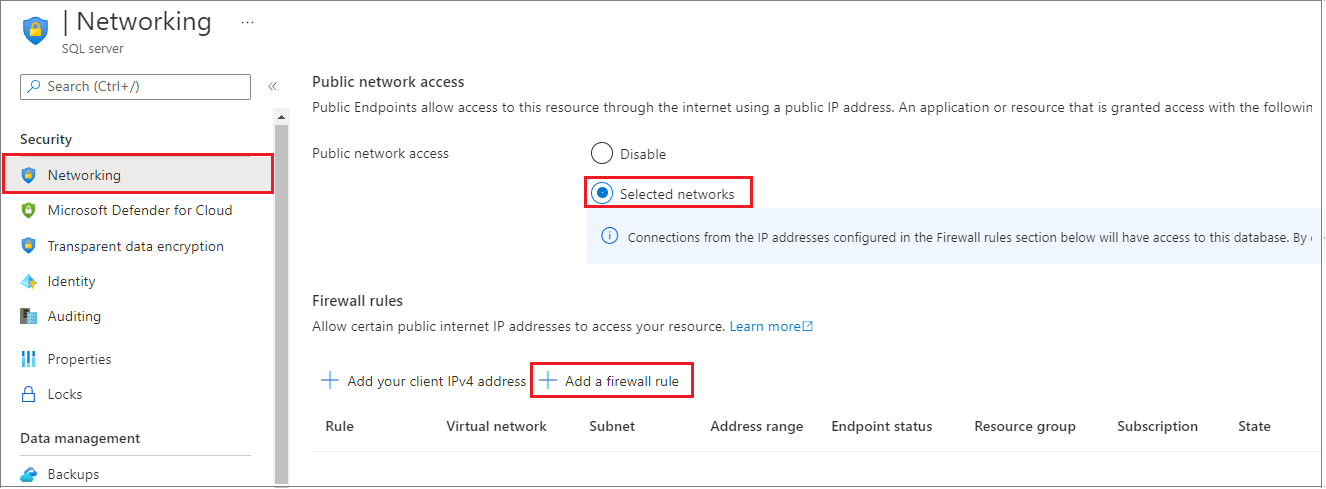 | Networking ...
SQL server
Search (Ctrl+/) «
Security
Networking
Microsoft Defender for Cloud
Transparent data encryption
Identity
Auditing
Properties
Locks
Data management
Backups
Public network access
Public Endpoints allow access to this resource through the internet using a public IP address. An application or resource that is granted access with the following
Public network access
Disable
Selected networks
Connections from the IP addresses configured in the Firewall rules section below will have access to this database. By
Firewall rules
Allow certain public internet IP addresses to access your resource. Learn more
+ Add your client IPv4 address + Add a firewall rule
Rule Virtual network Subnet Address range Endpoint status Resource group Subscription State